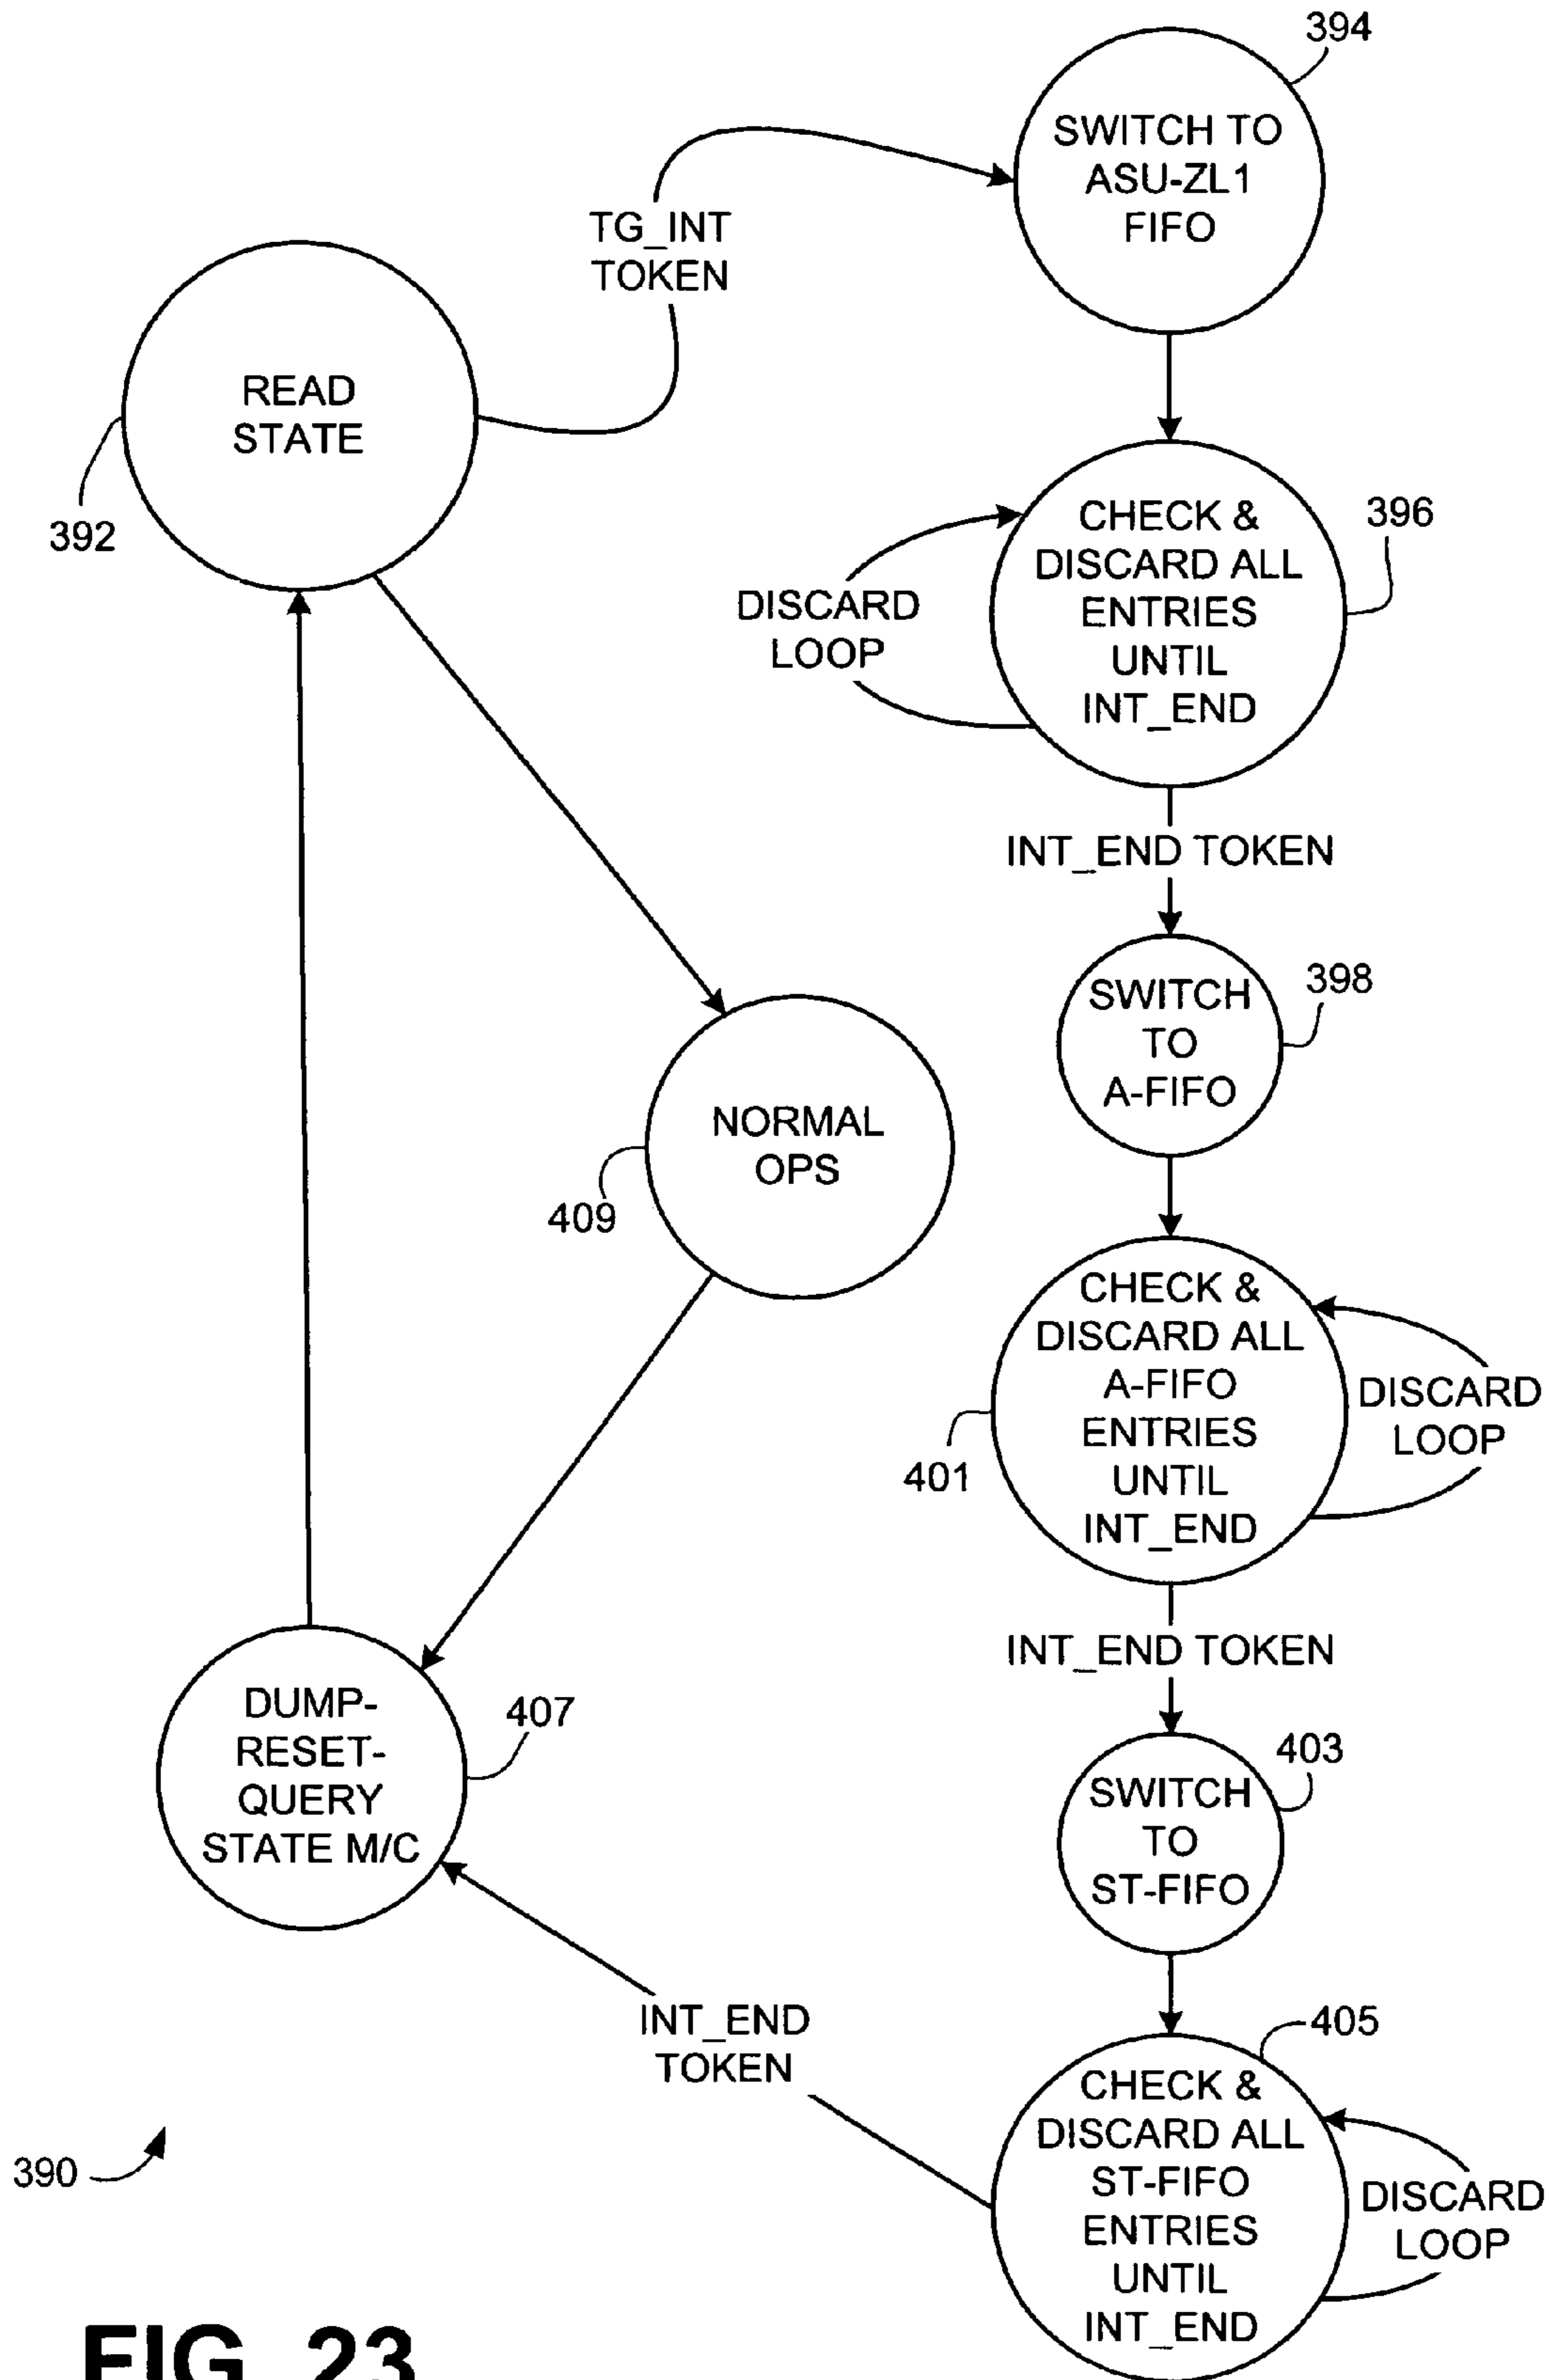 394
SWITCH TO
ASU-ZL1
FIFO
TG_INT
TOKEN
READ
STATE
392
CHECK &
DISCARD ALL
ENTRIES
UNTIL
INT_END
396
DISCARD
LOOP
INT_END TOKEN
SWITCH
TO
A-FIFO
398
NORMAL
OPS
409
CHECK &
DISCARD ALL
A-FIFO
ENTRIES
UNTIL
INT_END
DISCARD
LOOP
401
INT_END TOKEN
DUMP-
RESET-
QUERY
STATE M/C
407
SWITCH
TO
ST-FIFO
403
INT_END
TOKEN
405
CHECK &
DISCARD ALL
ST-FIFO
ENTRIES
UNTIL
INT_END
DISCARD
LOOP
390
FIG. 23